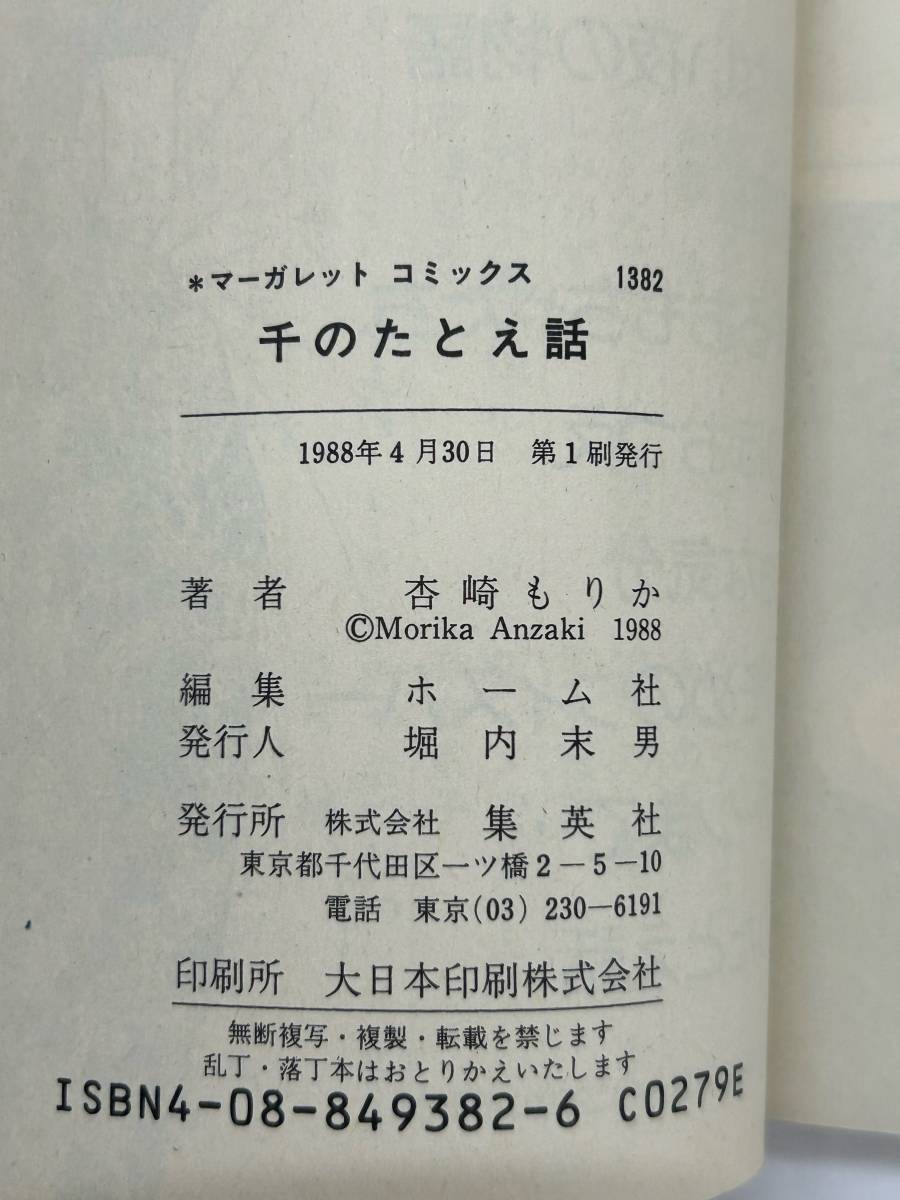 *マーガレット コミックス 1382
千のたとえ話
1988年4月30日 第1刷発行
著者 杏崎もりか
©Morika Anzaki 1988
編集 ホーム社
発行人 堀内末男
発行所 株式会社 集英社
東京都千代田区一ツ橋2−5−10
電話 東京(03) 230−6191
印刷所 大日本印刷株式会社
無断複写・複製・転載を禁じます
乱丁・落丁本はおとりかえいたします
ISBN4-08-849382-6 C0279E